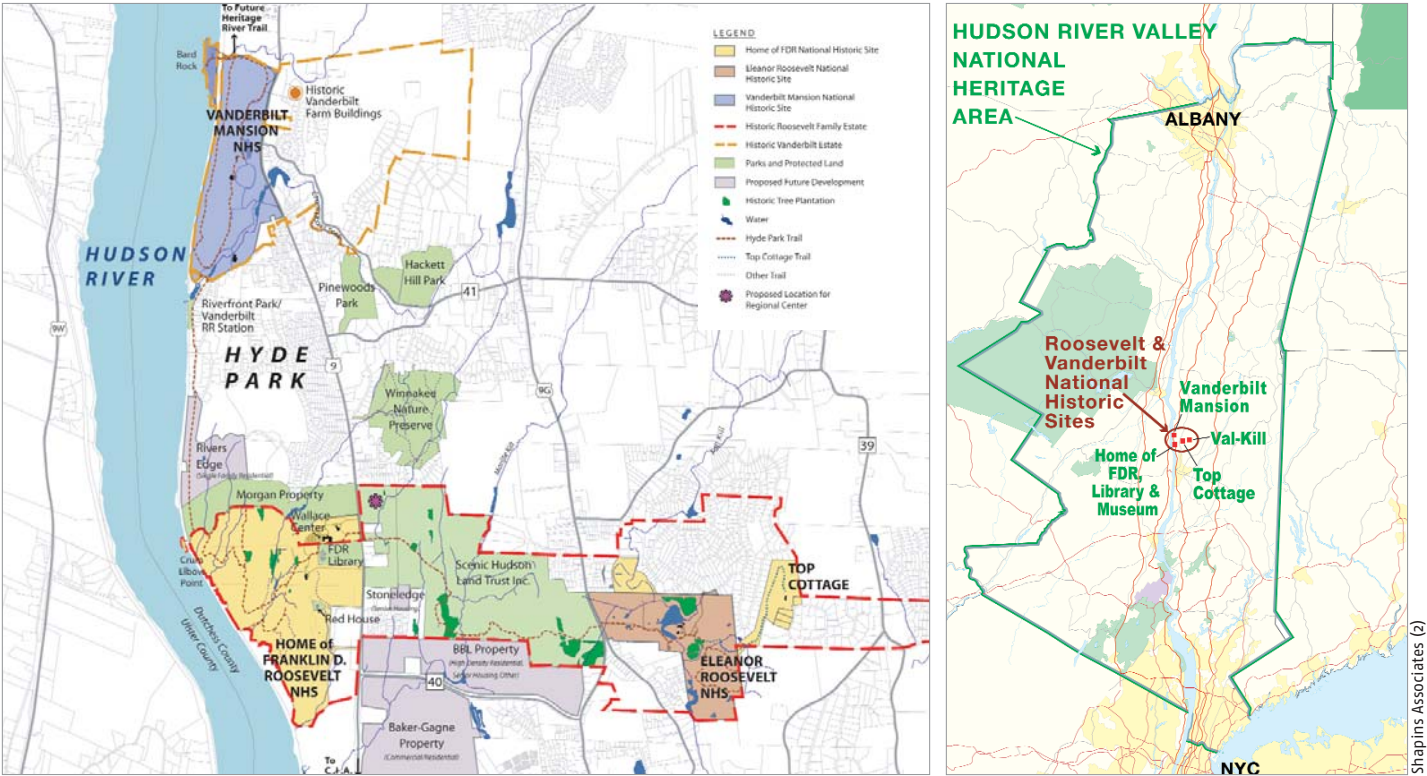 To Future
Heritage
River Trail
Bard
Rock
Historic
Vanderbilt
Farm Buildings
VANDERBILT
MANSION
NHS
HUDSON
RIVER
Riverfront Park/
Vanderbilt
RR Station
Pinewoods
Park
Hackett
Hill Park
41
9W
HYDE
PARK
9
9G
Winnakee
Nature
Preserve
39
Rivers
Edge
(Single Family Residential)
Morgan Property
Wallace
Center
FDR
Library
Crum
Elbow
Point
Scenic Hudson
Land Trust Inc.
TOP
COTTAGE
Stoneledge
(Senior Housing)
Red House
Dutchess County
Ulster County
HOME of
FRANKLIN D.
ROOSEVELT
NHS
BBL Property
(High Density Residential,
Senior Housing Other)
ELEANOR
ROOSEVELT
NHS
40
Baker-Gagne
Property
(Commercial/Residential)
To
C.I.A.
LEGEND
Home of FDR National Historic Site
Eleanor Roosevelt National
Historic Site
Vanderbilt Mansion National
Historic Site
Historic Roosevelt Family Estate
Historic Vanderbilt Estate
Parks and Protected Land
Proposed Future Development
Historic Tree Plantation
Water
Hyde Park Trail
Top Cottage Trail
Other Trail
Proposed Location for
Regional Center
HUDSON RIVER VALLEY
NATIONAL
HERITAGE
AREA
ALBANY
Roosevelt &
Vanderbilt
National
Historic
Sites
Vanderbilt
Mansion
Val-Kill
Home of
FDR,
Library &
Museum
Top
Cottage
NYC
Shapins Associates (2)